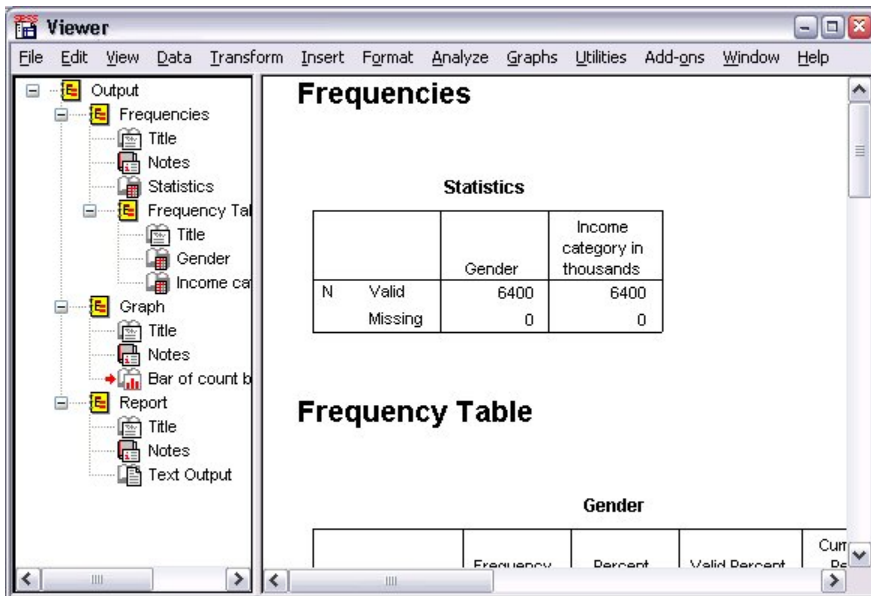 Viewer
File Edit View Data Transform Insert Format Analyze Graphs Utilities Add-ons Window Help
Output
Frequencies
Title
Notes
Statistics
Frequency Tal
Title
Gender
Income ca
Graph
Title
Notes
Bar of count b
Report
Title
Notes
Text Output
Frequencies
Statistics
Gender
Income category in thousands
N Valid 6400 6400
Missing 0 0
Frequency Table
Gender
Frequency Percent Valid Percent